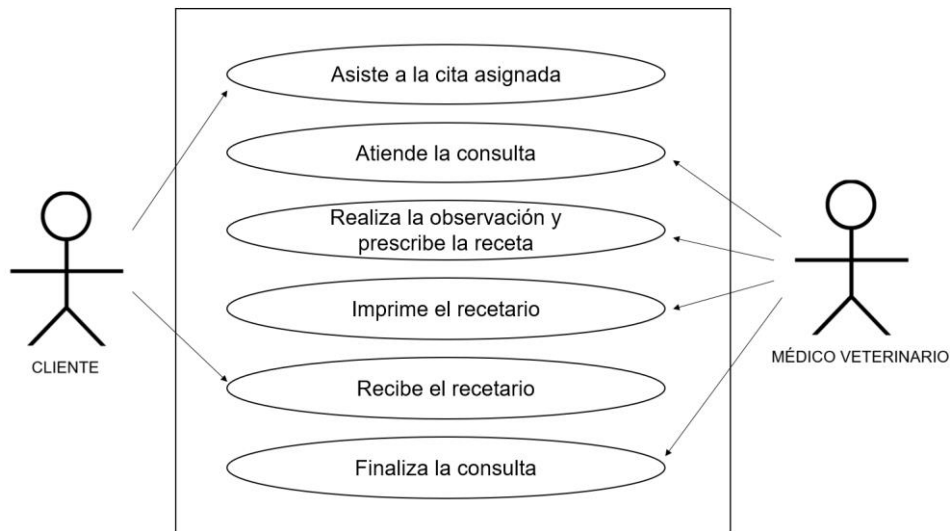 Asiste a la cita asignada
Atiende la consulta
Realiza la observación y
prescribe la receta
Imprime el recetario
Recibe el recetario
Finaliza la consulta
CLIENTE
MÉDICO VETERINARIO